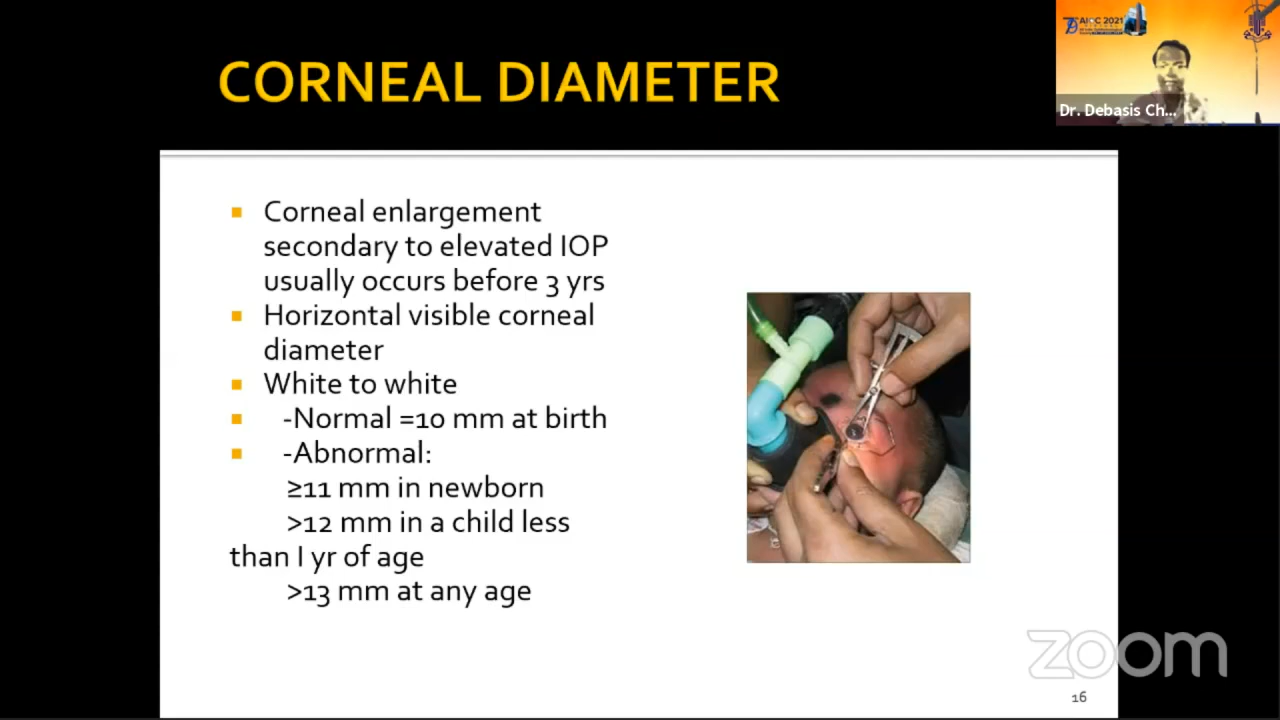 CORNEAL DIAMETER
AIOC 2021
Dr. Debasis Ch...
Corneal enlargement
secondary to elevated IOP
usually occurs before 3 yrs
Horizontal visible corneal
diameter
White to white
-Normal =10 mm at birth
-Abnormal:
≥11 mm in newborn
>12 mm in a child less
than I yr of age
>13 mm at any age
zoom
16